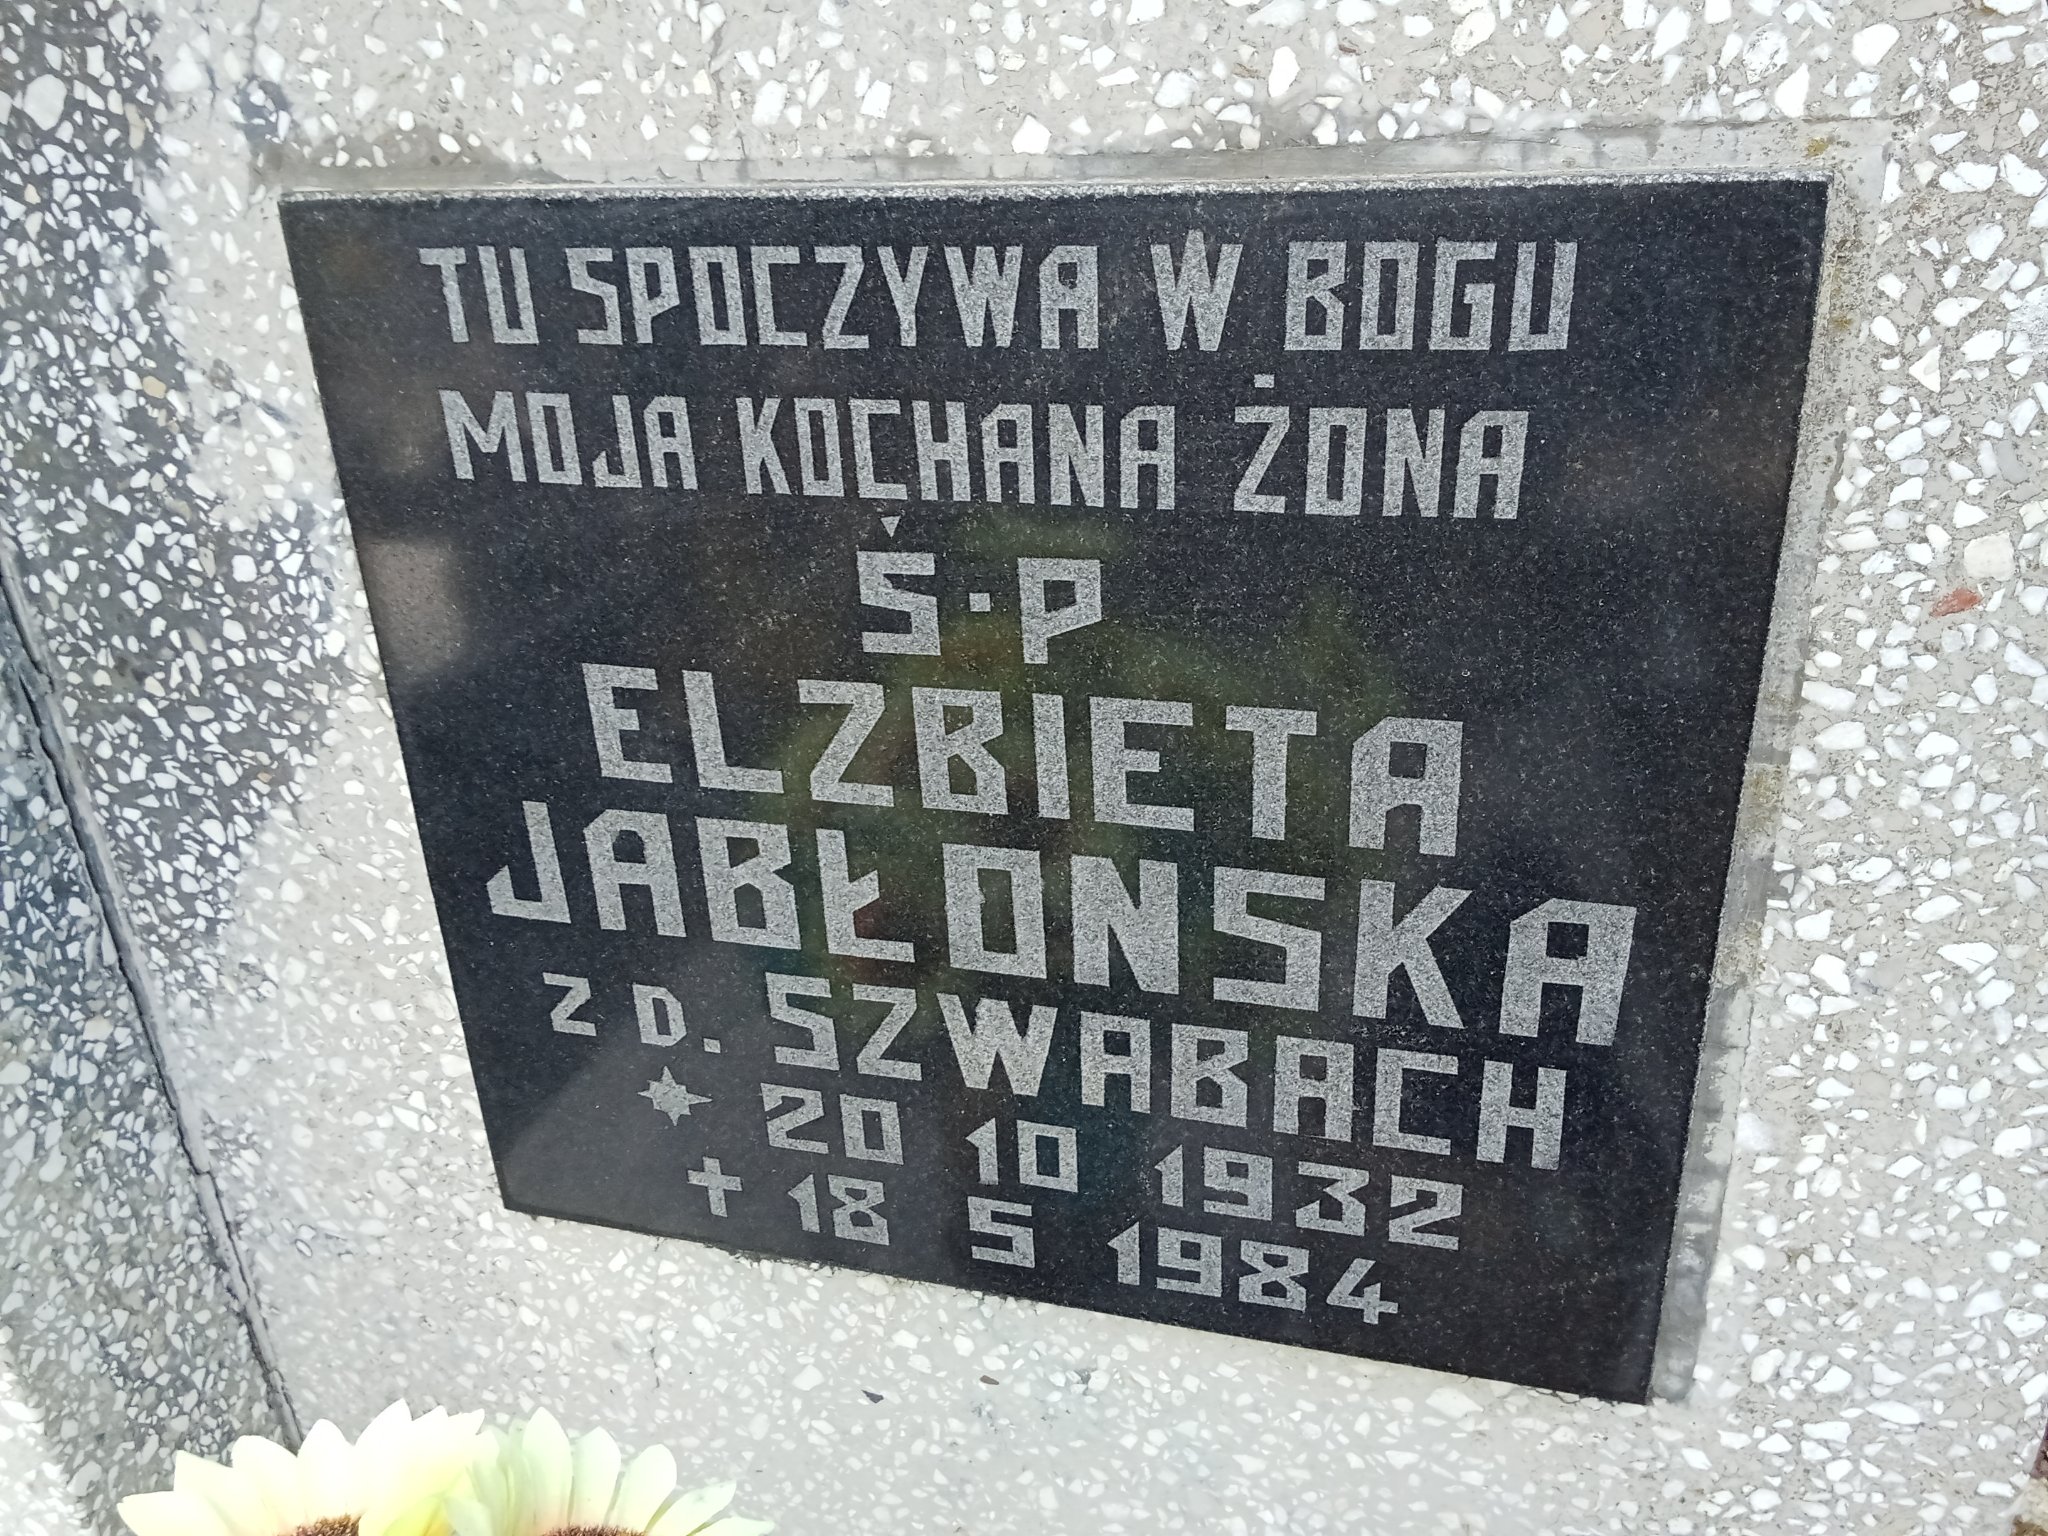 TU SPOCZYWA W BOGU
MOJA KOCHANA ŻONA
Ś·P
ELZBIETA
JABŁONSKA
Z D. SZWABACH
20 10 1932
18 5 1984